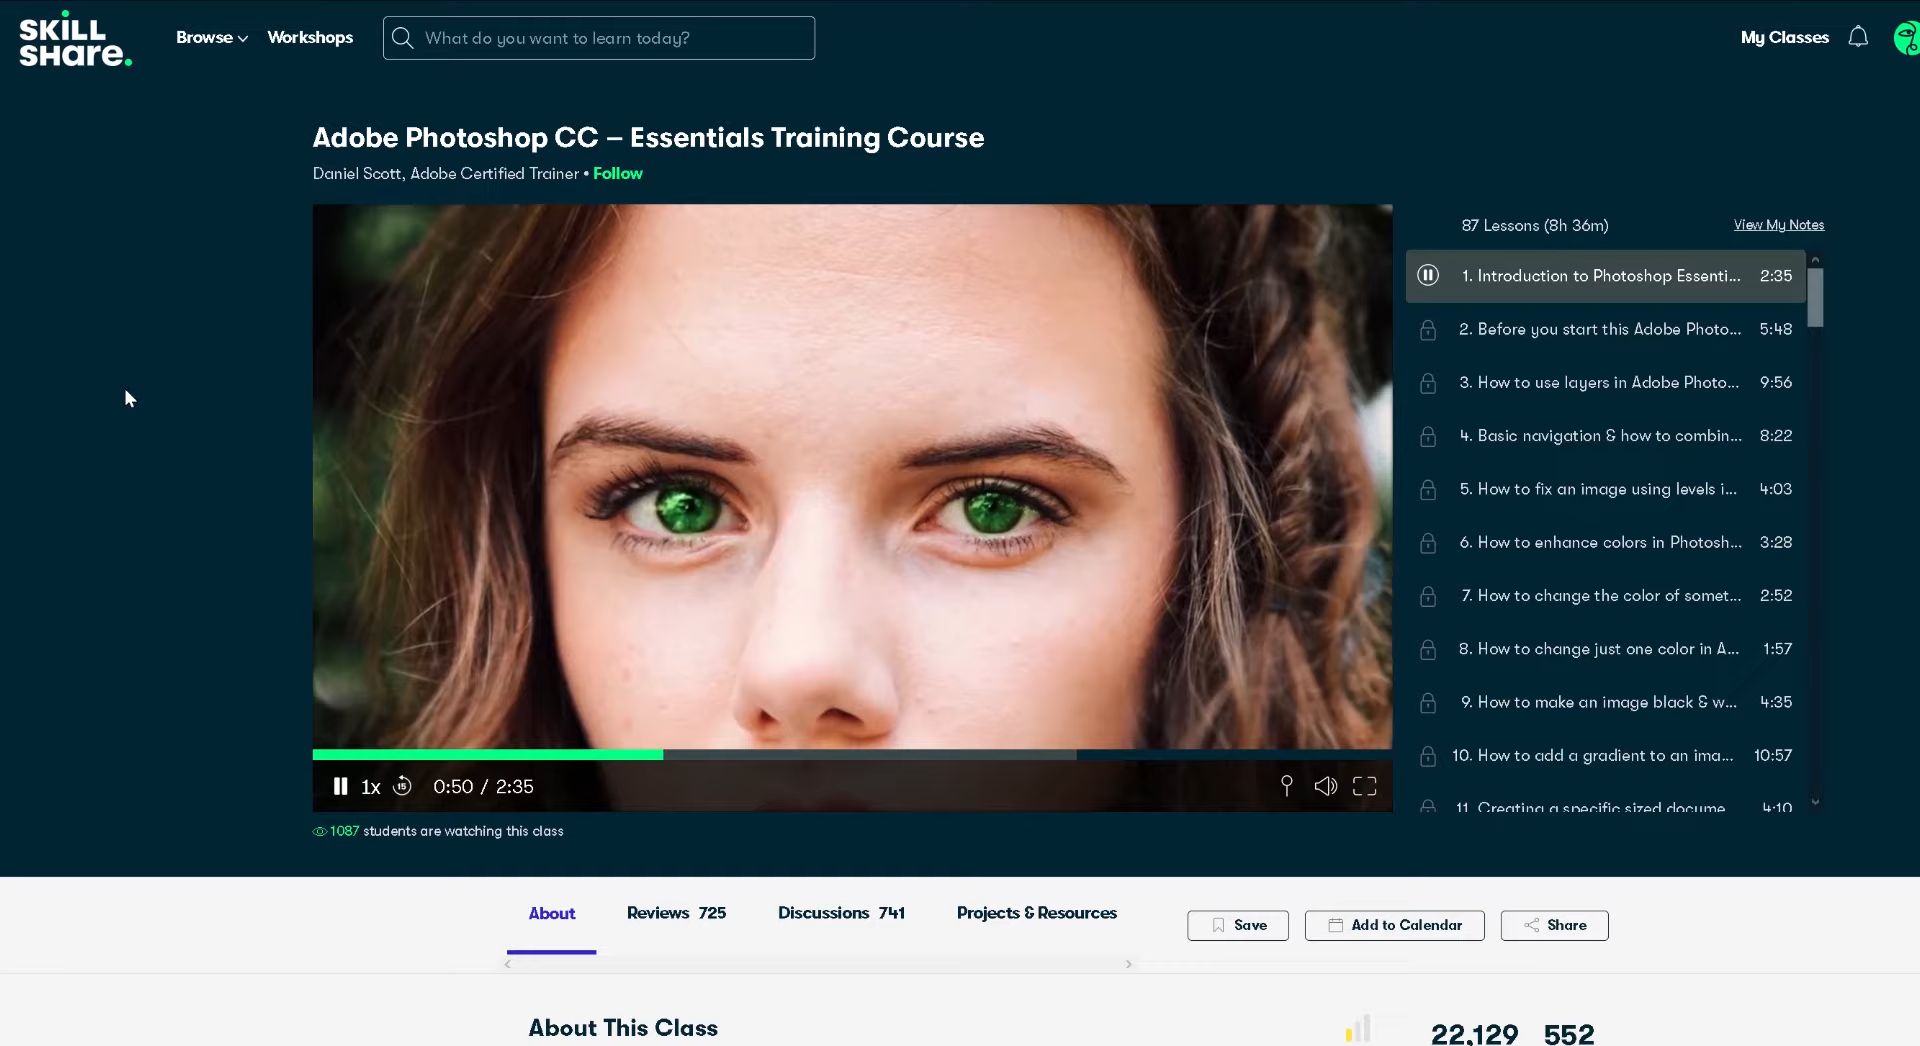 SKILL
SHare.
Browse
Workshops
What do you want to learn today?
My Classes
Adobe Photoshop CC – Essentials Training Course
Daniel Scott, Adobe Certified Trainer • Follow
87 Lessons (8h 36m)
View My Notes
1. Introduction to Photoshop Essenti... 2:35
2. Before you start this Adobe Photo... 5:48
3. How to use layers in Adobe Photo... 9:56
4. Basic navigation & how to combin... 8:22
5. How to fix an image using levels i... 4:03
6. How to enhance colors in Photosh... 3:28
7. How to change the color of somet... 2:52
8. How to change just one color in A... 1:57
9. How to make an image black & w... 4:35
10. How to add a gradient to an ima... 10:57
11. Creating a specific sized docume... 4:10
1x 15 0:50 / 2:35
1087 students are watching this class
About
Reviews 725
Discussions 741
Projects & Resources
Save
Add to Calendar
Share
About This Class
22,129 552